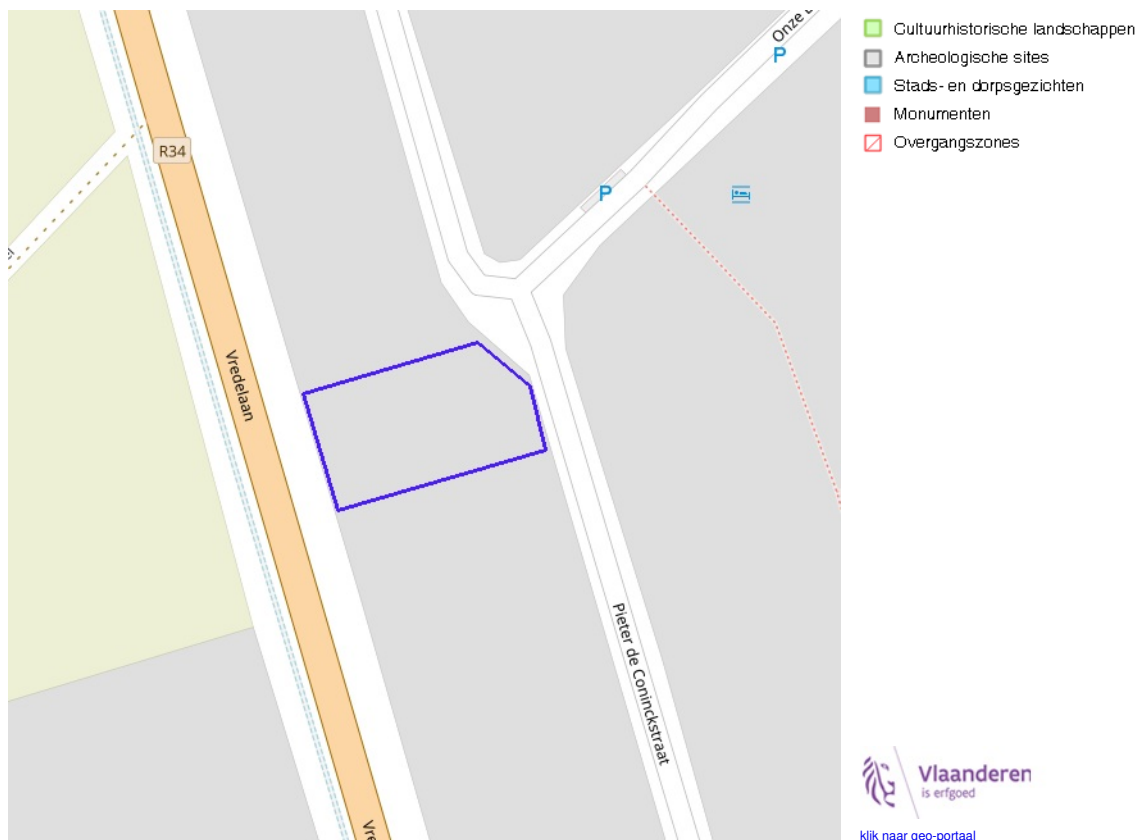 Onze
P
R34
P
Vredelaan
Pieter de Coninckstraat
Vre
Cultuurhistorische landschappen
Archeologische sites
Stads- en dorpsgezichten
Monumenten
Overgangszones
Vlaanderen
is erfgoed
klik naar geo-portaal